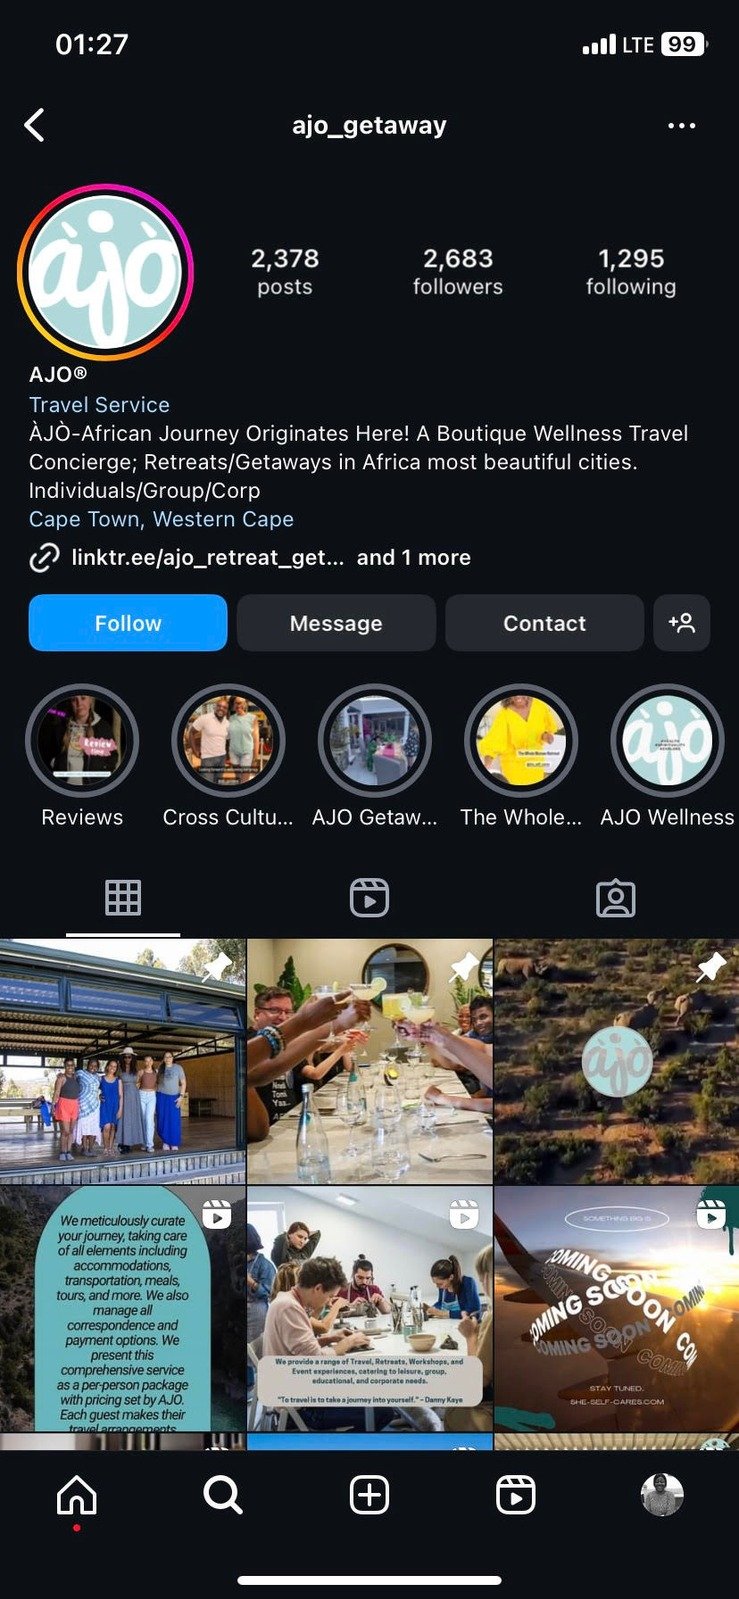 01:27
LTE 99
ajo_getaway
àjò
2,378 posts
2,683 followers
1,295 following
AJO®
Travel Service
ÀJÒ-African Journey Originates Here! A Boutique Wellness Travel
Concierge; Retreats/Getaways in Africa most beautiful cities.
Individuals/Group/Corp
Cape Town, Western Cape
linktr.ee/ajo_retreat_get... and 1 more
Follow
Message
Contact
Review
àjò
Reviews
Cross Cultu...
AJO Getaw...
The Whole...
AJO Wellness
àjò
We meticulously curate
your journey, taking care
of all elements including
accommodations,
transportation, meals,
tours, and more. We also
manage all
correspondence and
payment options. We
present this
comprehensive service
as a per-person package
with pricing set by AJO.
Each guest makes their
travel arrangements
We provide a range of Travel, Retreats, Workshops, and
Event experiences, catering to leisure, group,
educational, and corporate needs.
"To travel is to take a journey into yourself." - Danny Kaye
SOMETHING BIG IS
COMING SOON
COMING SOON COMIN
COMING SOON
STAY TUNED.
SHE-SELF-CARES.COM